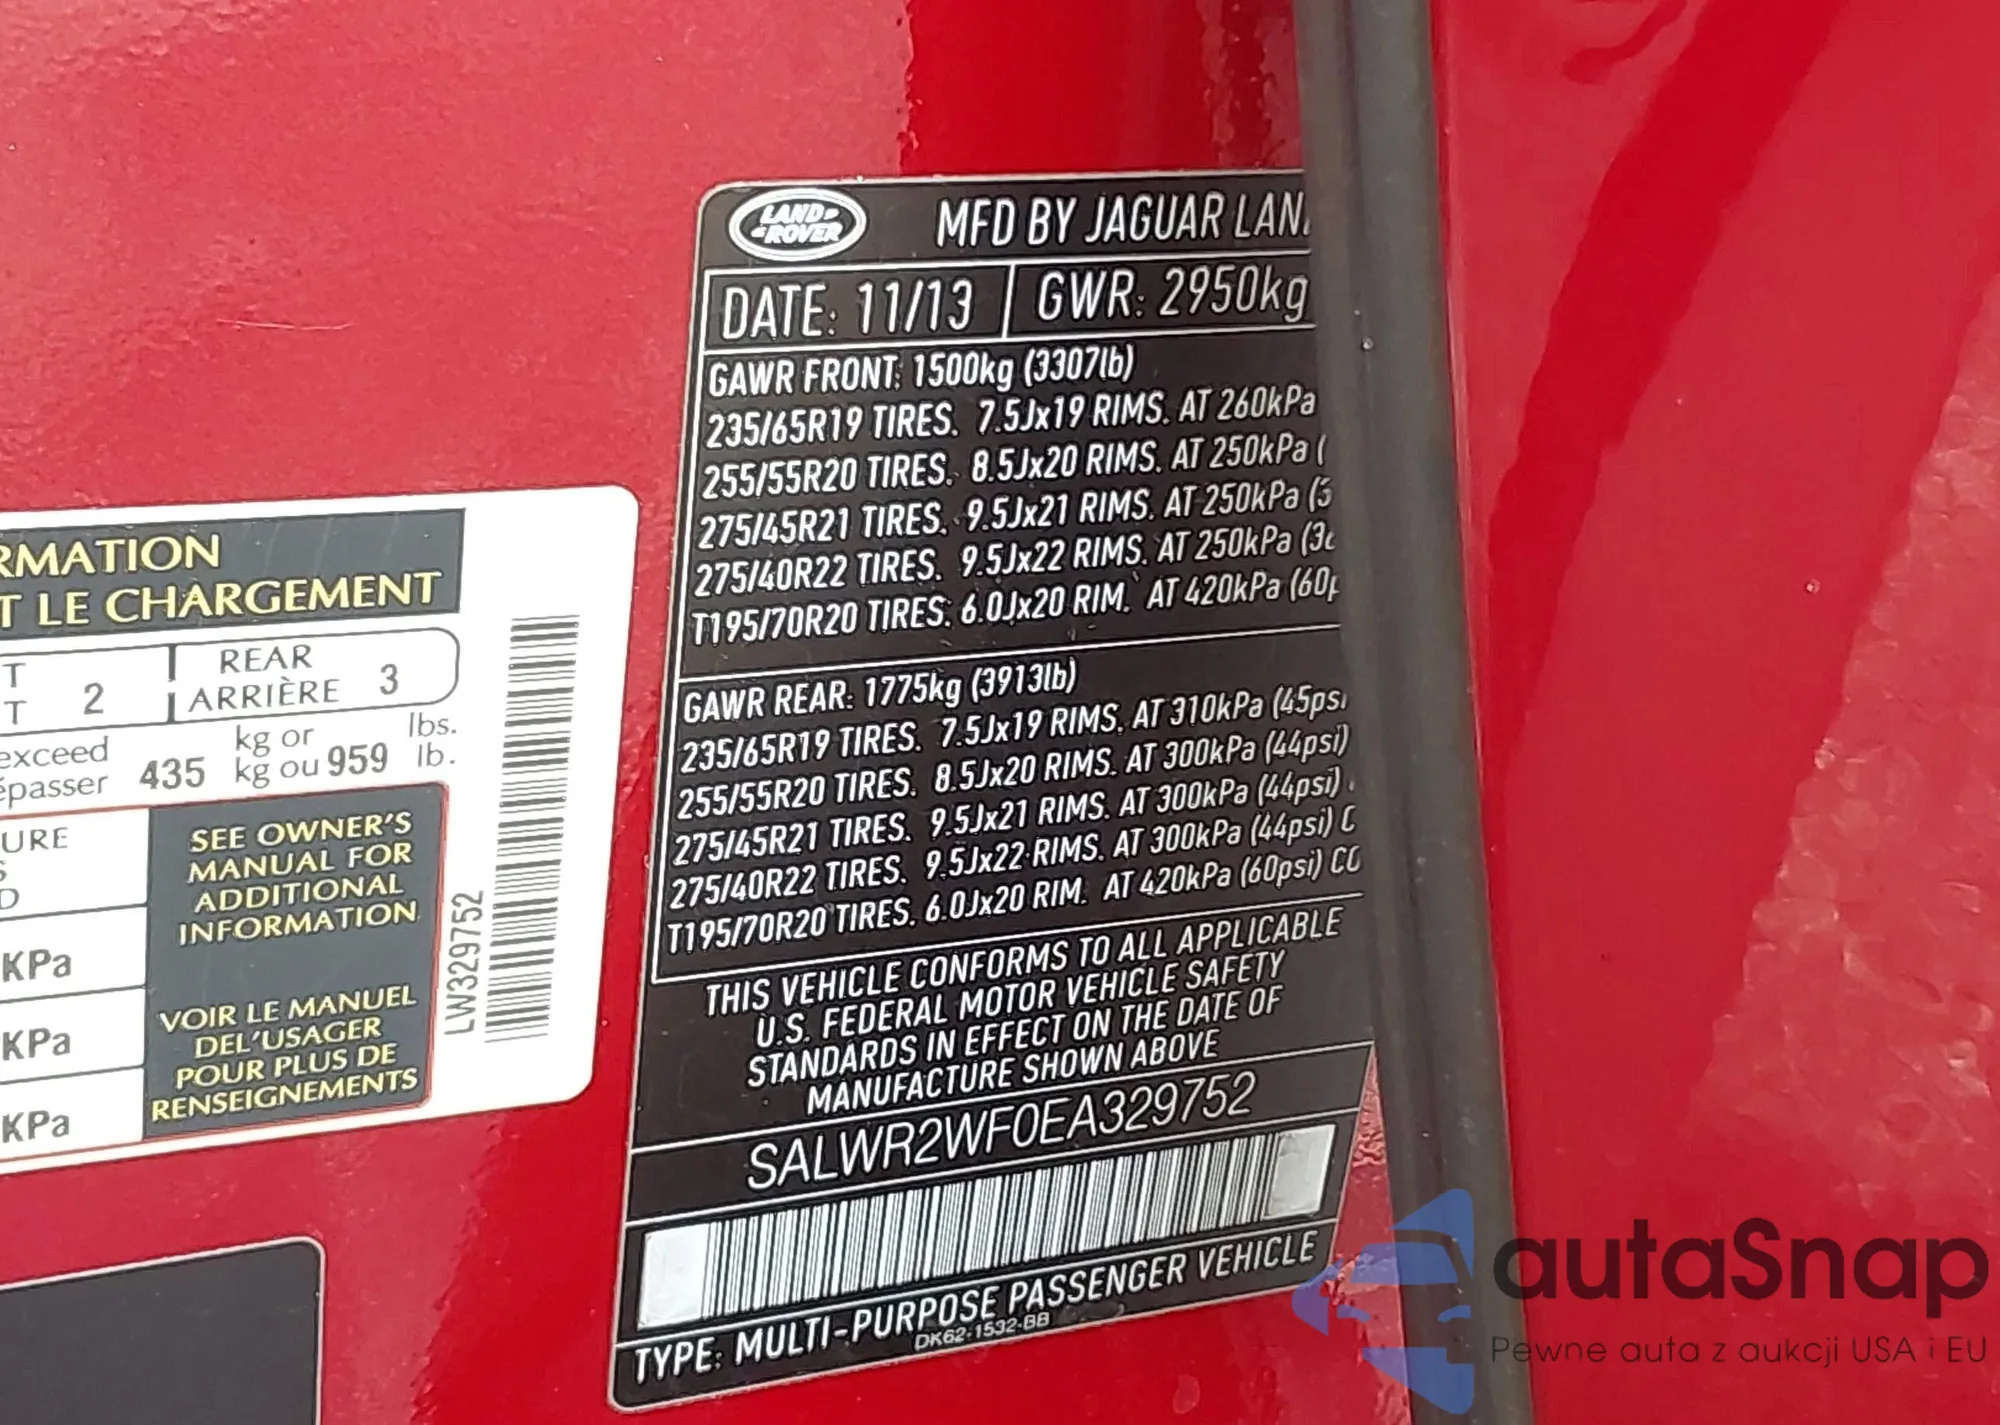 RMATION
T LE CHARGEMENT
T 2 REAR 3
T ARRIÈRE
exceed 435 kg or 959 lbs.
épasser kg ou lb.
URE
S
D
SEE OWNER'S
MANUAL FOR
ADDITIONAL
INFORMATION
KPa
KPa
KPa
VOIR LE MANUEL
DEL'USAGER
POUR PLUS DE
RENSEIGNEMENTS
LW329752
LAND
ROVER
MFD BY JAGUAR LAN
DATE: 11/13 GWR: 2950kg
GAWR FRONT: 1500kg (3307lb)
235/65R19 TIRES. 7.5Jx19 RIMS. AT 260kPa
255/55R20 TIRES. 8.5Jx20 RIMS. AT 250kPa (
275/45R21 TIRES. 9.5Jx21 RIMS. AT 250kPa (3
275/40R22 TIRES. 9.5Jx22 RIMS. AT 250kPa (3
T195/70R20 TIRES. 6.0Jx20 RIM. AT 420kPa (60p
GAWR REAR: 1775kg (3913lb)
235/65R19 TIRES. 7.5Jx19 RIMS. AT 310kPa (45psi
255/55R20 TIRES. 8.5Jx20 RIMS. AT 300kPa (44psi)
275/45R21 TIRES. 9.5Jx21 RIMS. AT 300kPa (44psi)
275/40R22 TIRES. 9.5Jx22 RIMS. AT 300kPa (44psi) C
T195/70R20 TIRES. 6.0Jx20 RIM. AT 420kPa (60psi) CO
THIS VEHICLE CONFORMS TO ALL APPLICABLE
U.S. FEDERAL MOTOR VEHICLE SAFETY
STANDARDS IN EFFECT ON THE DATE OF
MANUFACTURE SHOWN ABOVE
SALWR2WF0EA329752
TYPE: MULTI-PURPOSE PASSENGER VEHICLE
DK62-1532-BB
autaSnap
Pewne auta z aukcji USA i EU